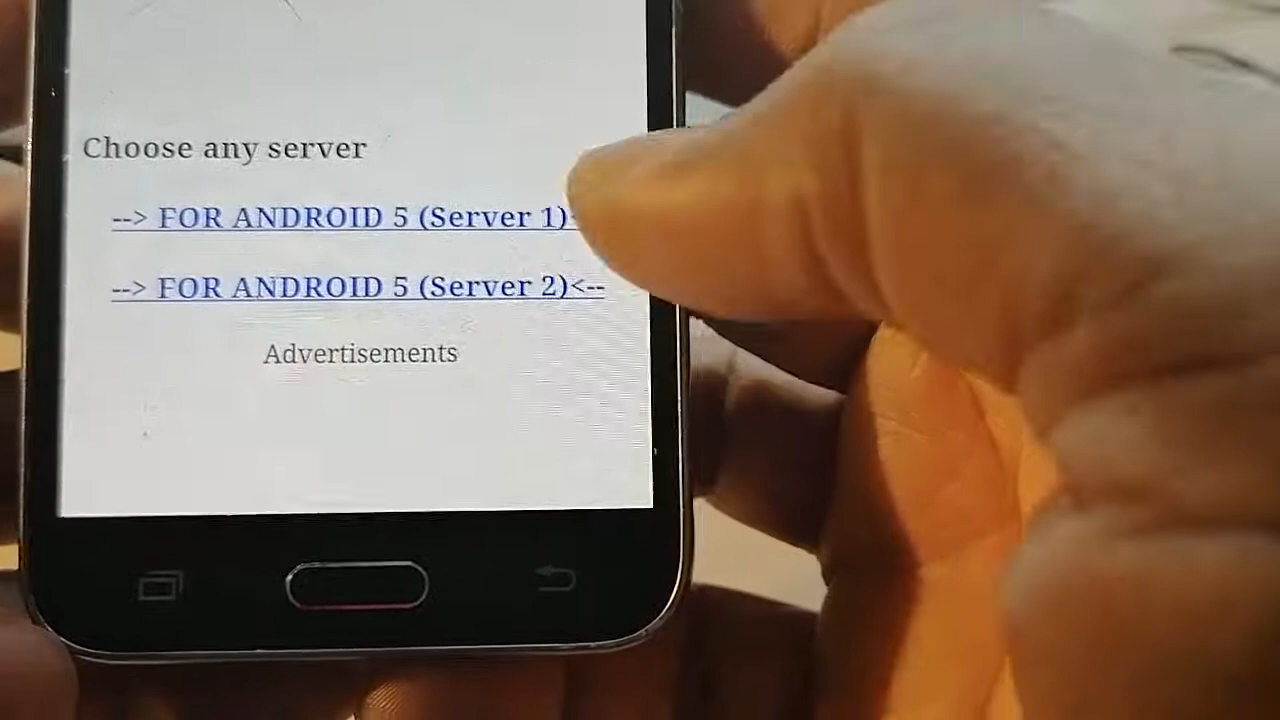 Choose any server
--> FOR ANDROID 5 (Server 1)<
--> FOR ANDROID 5 (Server 2)<--
Advertisements